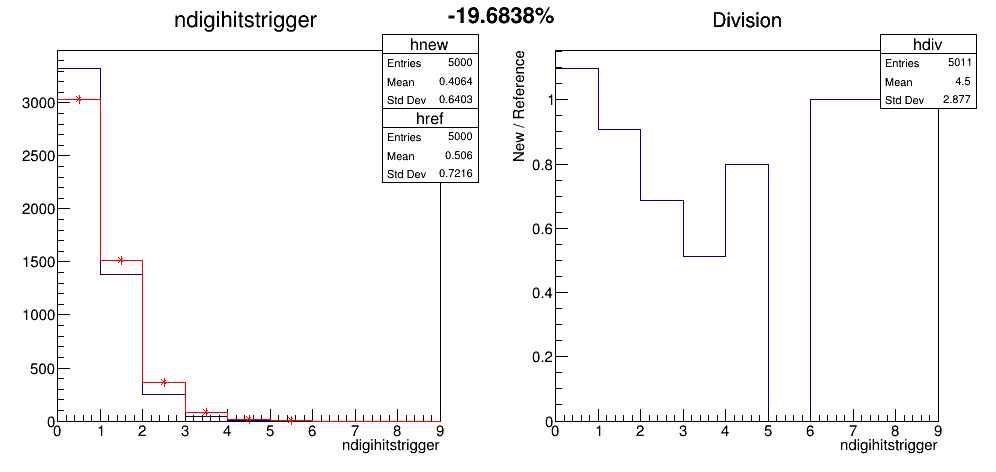 -19.6838%
ndigihitstrigger
hnew
Entries 5000
Mean 0.4064
Std Dev 0.6403
href
Entries 5000
Mean 0.506
Std Dev 0.7216
3000
2500
2000
1500
1000
500
0
0 1 2 3 4 5 6 7 8 9
ndigihitstrigger
Division
hdiv
Entries 5011
Mean 4.5
Std Dev 2.877
New / Reference
1
0.8
0.6
0.4
0.2
0
0 1 2 3 4 5 6 7 8 9
ndigihitstrigger